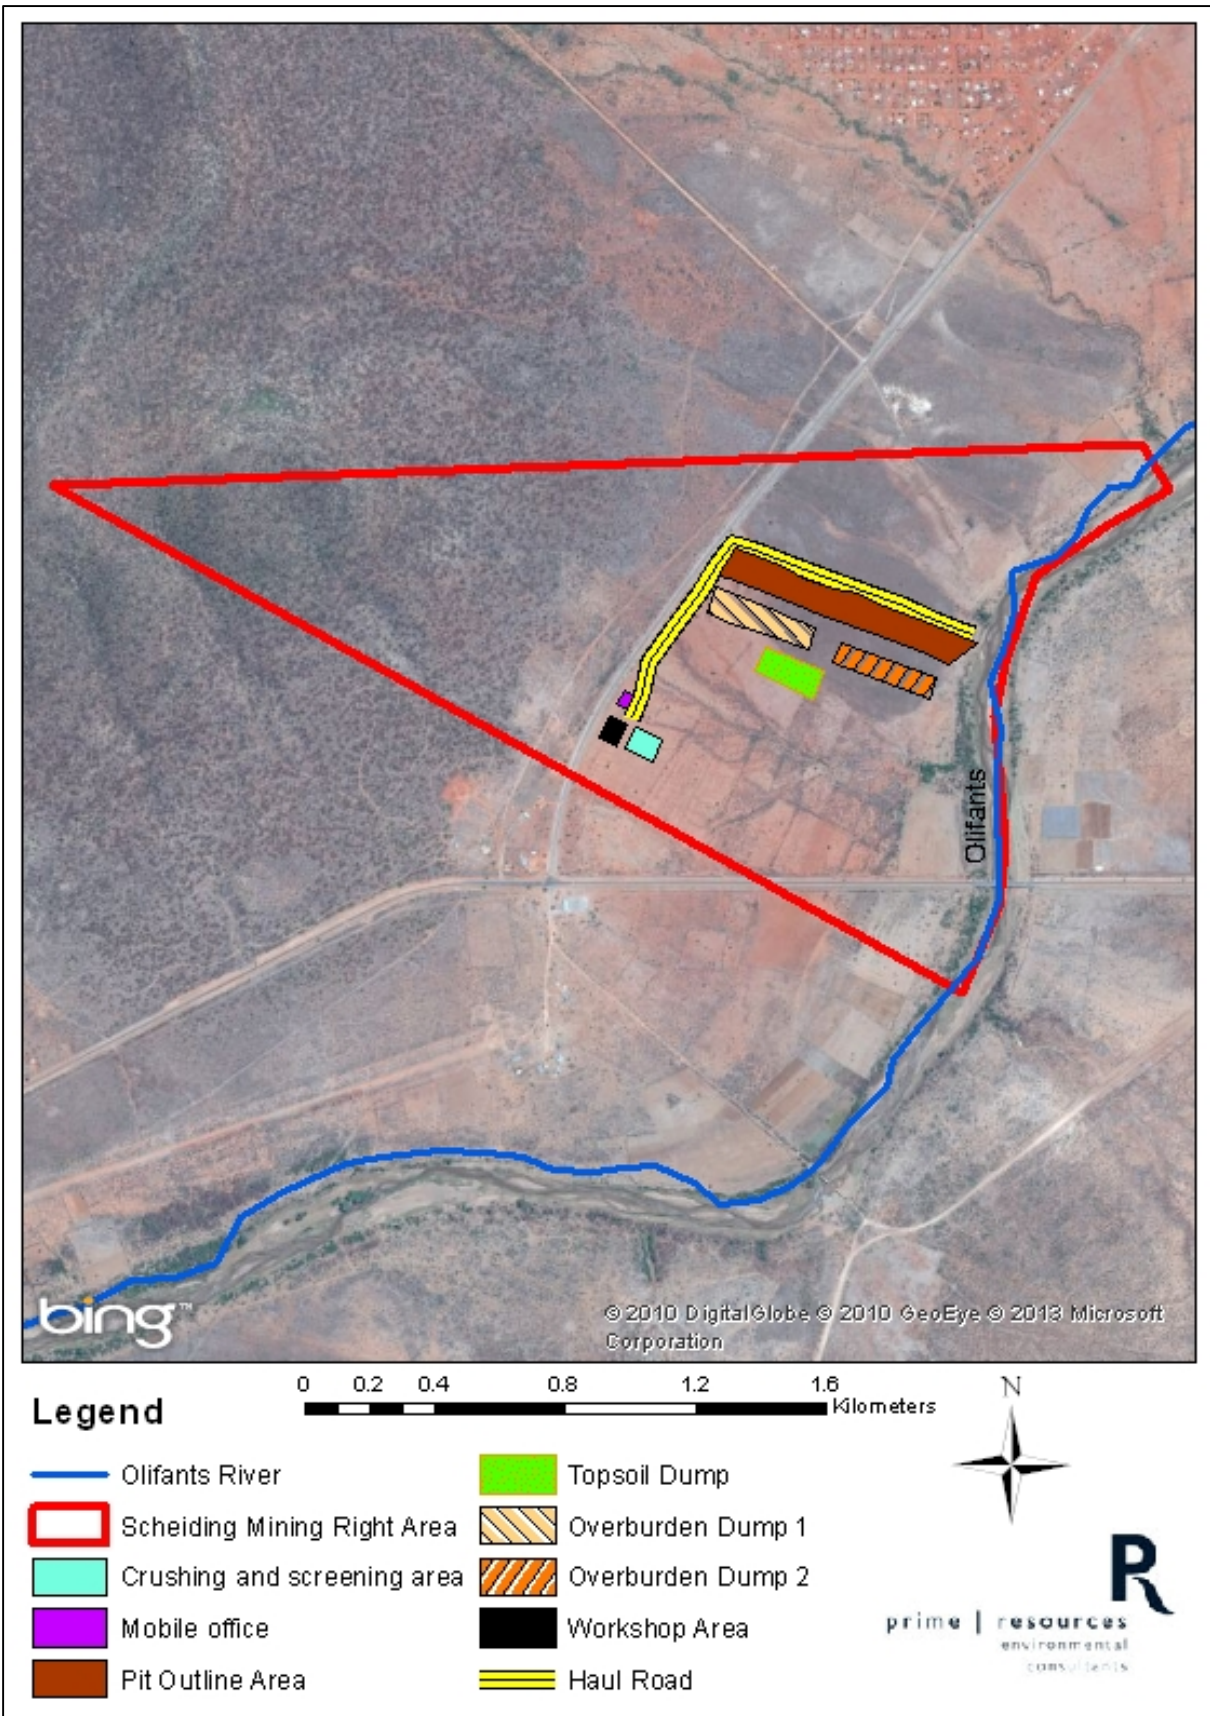 Olifants
bing™
© 2010 DigitalGlobe © 2010 GeoEye © 2013 Microsoft
Corporation
Legend
0 0.2 0.4 0.8 1.2 1.6
Kilometers
N
Olifants River
Scheiding Mining Right Area
Crushing and screening area
Mobile office
Pit Outline Area
Topsoil Dump
Overburden Dump 1
Overburden Dump 2
Workshop Area
Haul Road
PR
prime | resources
environmental
consultants